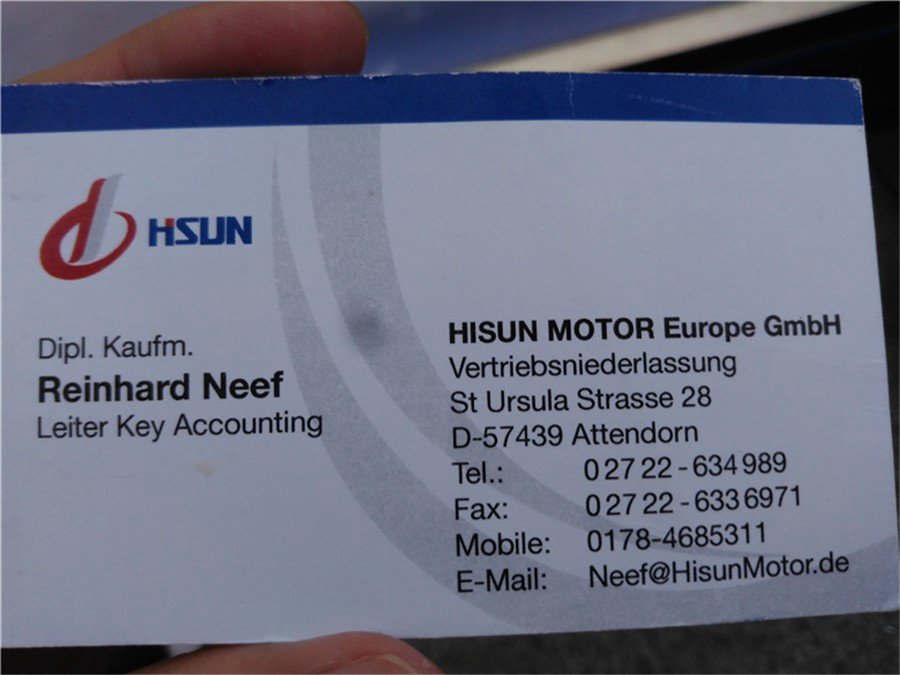 HSUN
Dipl. Kaufm.
Reinhard Neef
Leiter Key Accounting
HISUN MOTOR Europe GmbH
Vertriebsniederlassung
St Ursula Strasse 28
D-57439 Attendorn
Tel.: 0 27 22 - 634 989
Fax: 0 27 22 - 633 6971
Mobile: 0178-4685311
E-Mail: Neef@HisunMotor.de